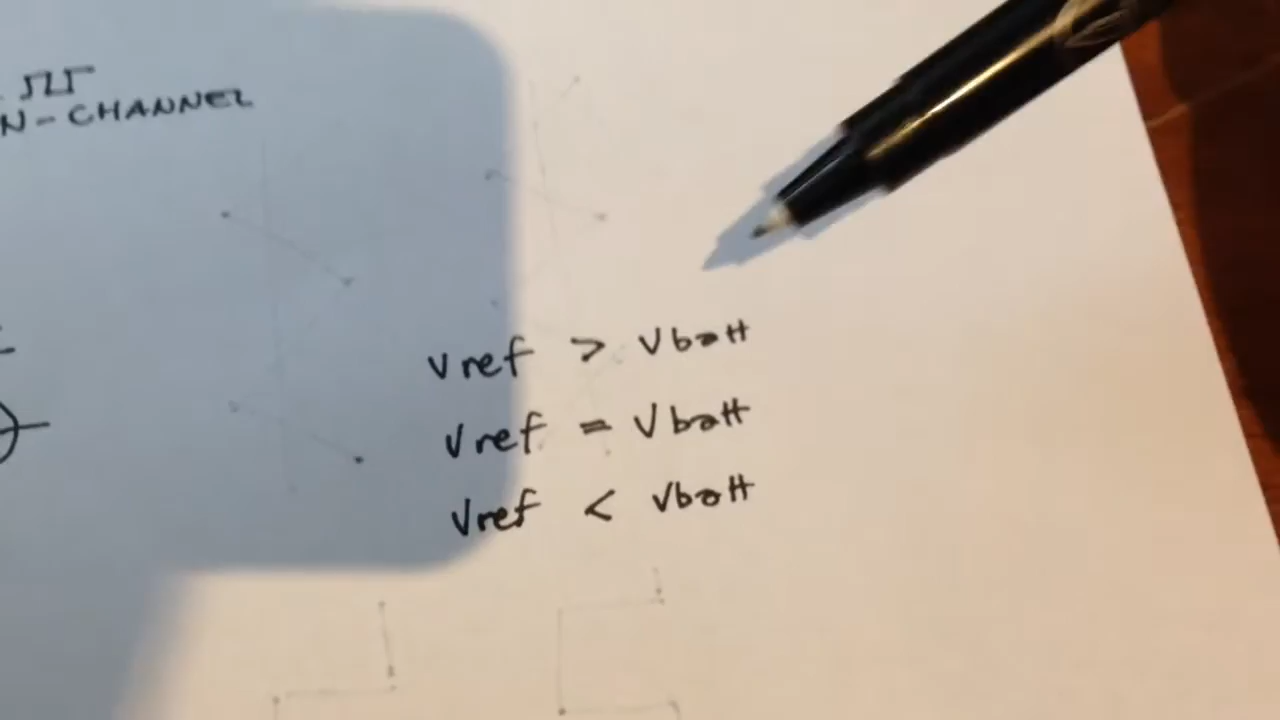 N-CHANNEL
Vref > Vbatt
Vref = Vbatt
Vref < Vbatt